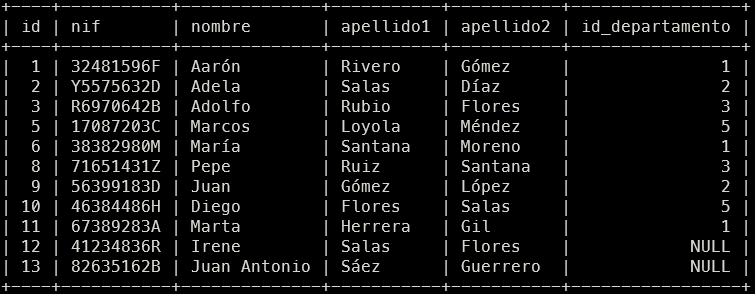 +----+-----------+--------------+-----------+-----------+-----------------+
| id | nif       | nombre       | apellido1 | apellido2 | id_departamento |
+----+-----------+--------------+-----------+-----------+-----------------+
|  1 | 32481596F | Aarón        | Rivero    | Gómez     |               1 |
|  2 | Y5575632D | Adela        | Salas     | Díaz      |               2 |
|  3 | R6970642B | Adolfo       | Rubio     | Flores    |               3 |
|  5 | 17087203C | Marcos       | Loyola    | Méndez    |               5 |
|  6 | 38382980M | María        | Santana   | Moreno    |               1 |
|  8 | 71651431Z | Pepe         | Ruiz      | Santana   |               3 |
|  9 | 56399183D | Juan         | Gómez     | López     |               2 |
| 10 | 46384486H | Diego        | Flores    | Salas     |               5 |
| 11 | 67389283A | Marta        | Herrera   | Gil       |               1 |
| 12 | 41234836R | Irene        | Salas     | Flores    |            NULL |
| 13 | 82635162B | Juan Antonio | Sáez      | Guerrero  |            NULL |
+----+-----------+--------------+-----------+-----------+-----------------+